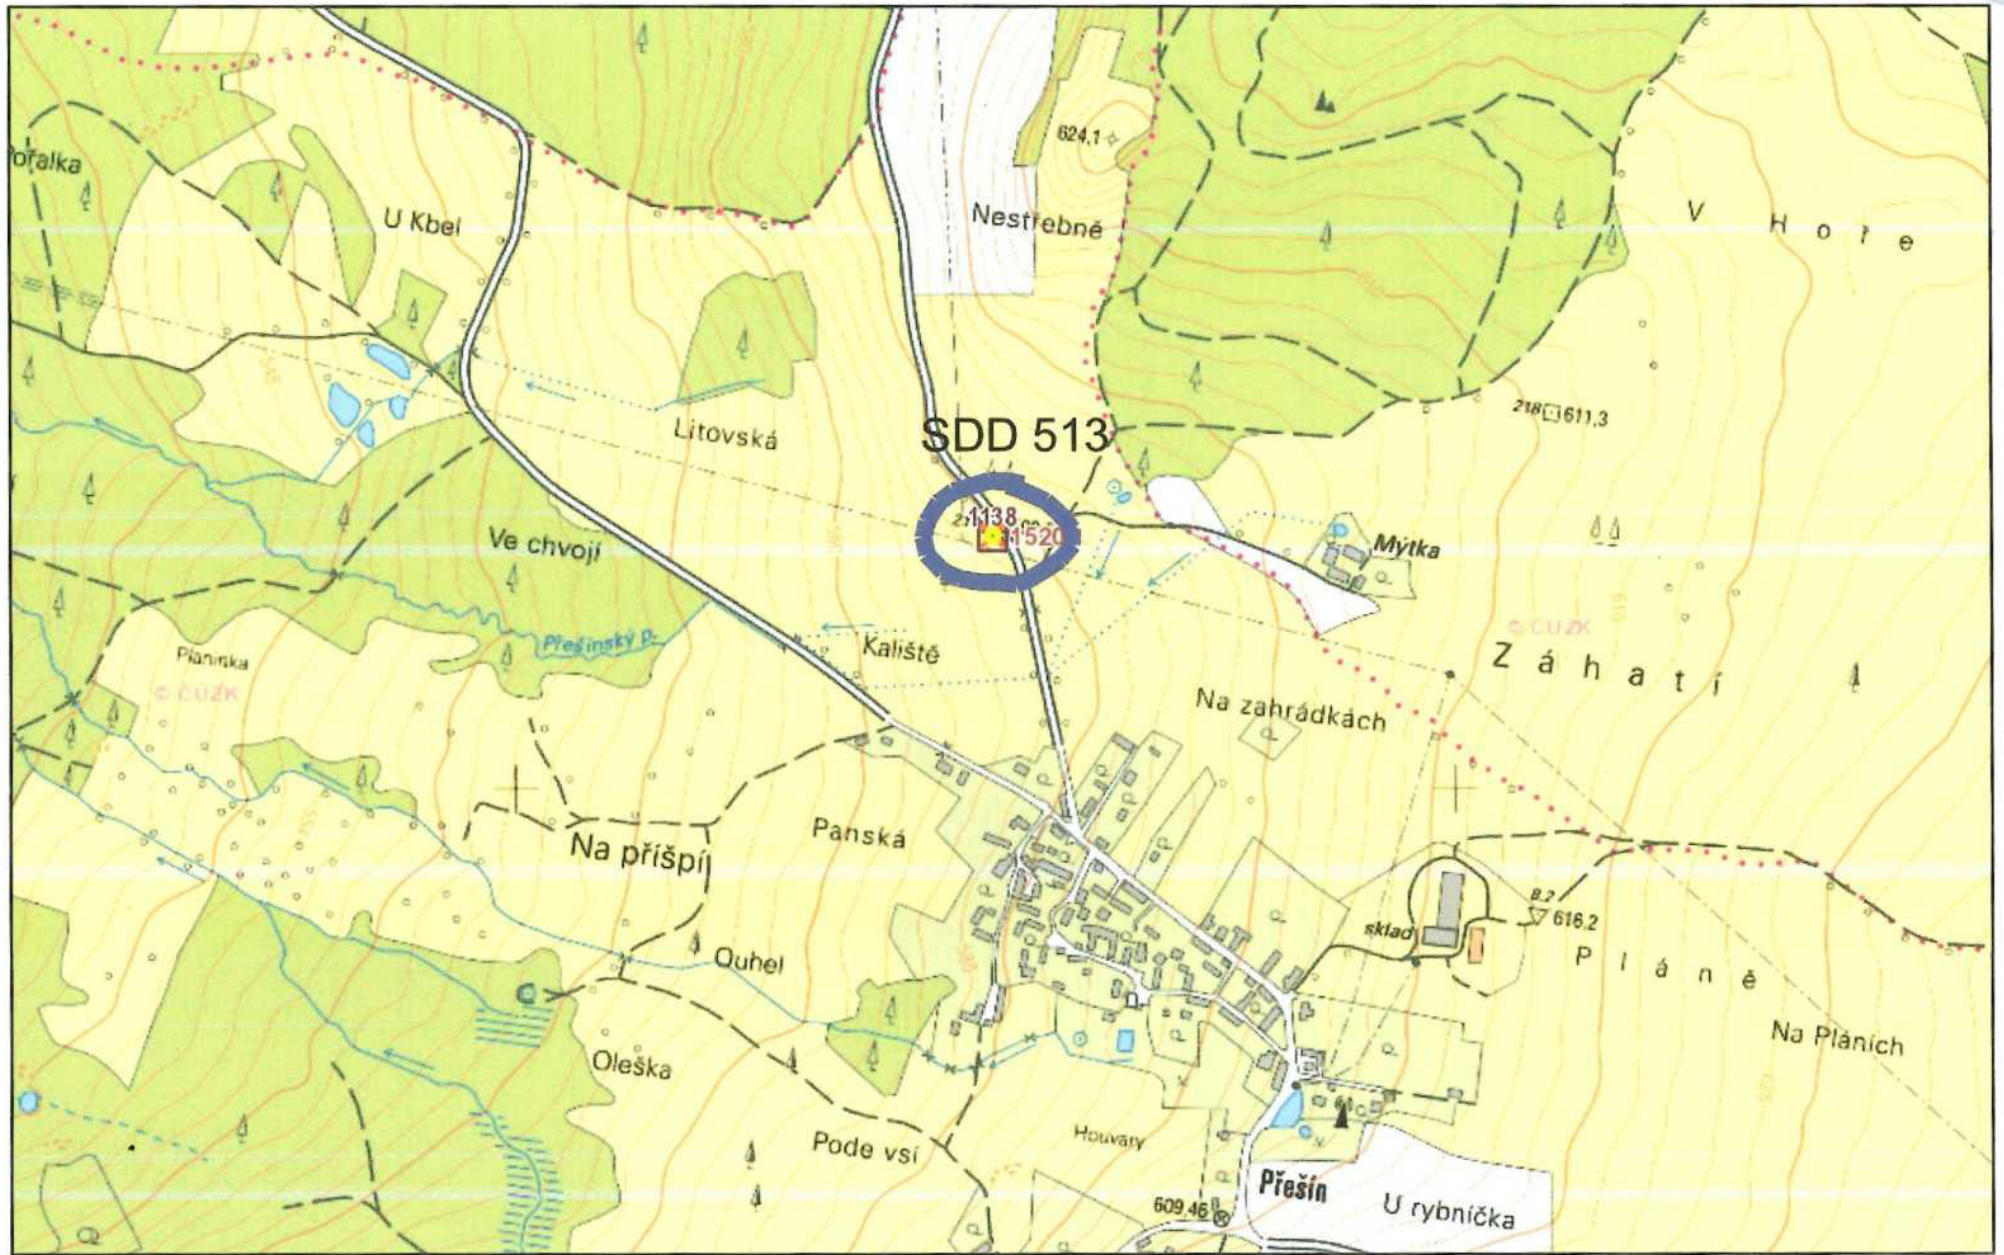 624,1
U Kbel
Nestřebné
V Hoře
218 611,3
Litovská
SDD 513
1138
1520
Ve chvojí
Mýtka
Přešínský p.
Kaliště
© ČÚZK
Planinka
© ČÚZK
Záhatí
Na zahrádkách
Na příšpí
Panská
8.2
616,2
sklad
Ouhel
Pláně
Na Pláních
Oleška
Pode vsí
Houvary
Přešín
U rybníčka
609,46